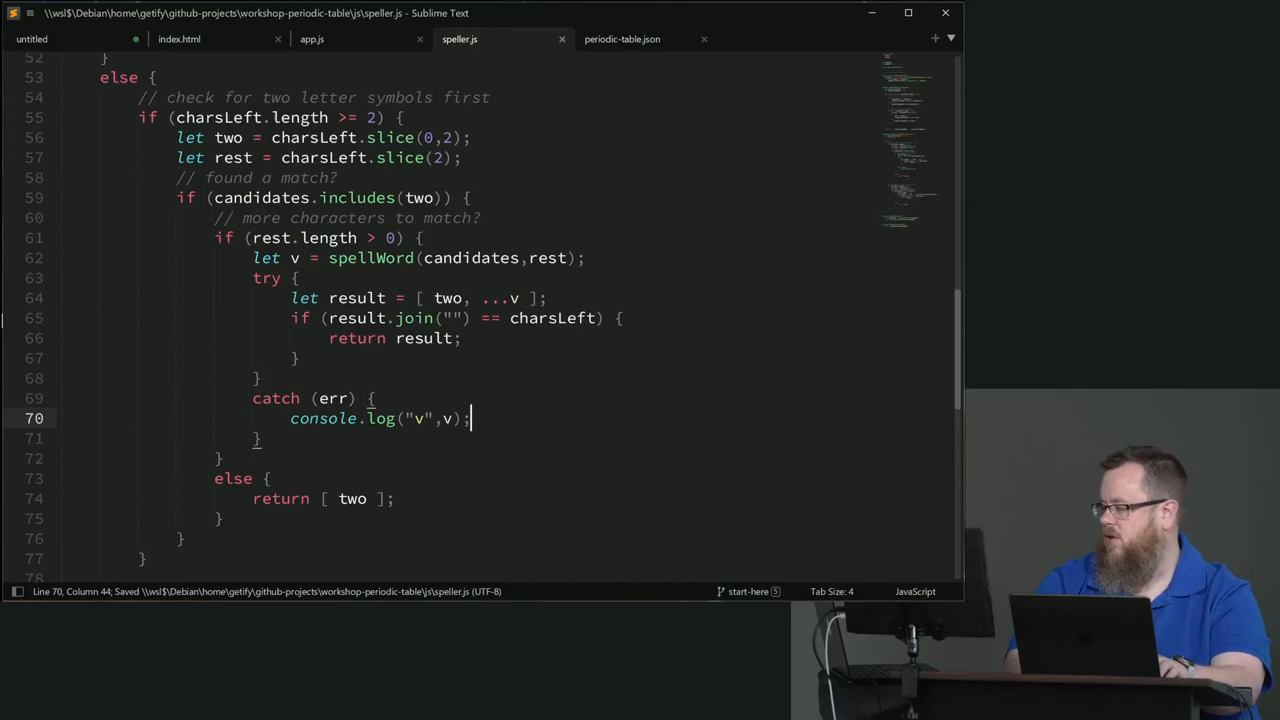 \\wsl$\Debian\home\getify\github-projects\workshop-periodic-table\js\speller.js - Sublime Text
untitled index.html app.js speller.js periodic-table.json
52 }
53 else {
54 // check for two letter symbols first
55 if (charsLeft.length >= 2) {
56 let two = charsLeft.slice(0,2);
57 let rest = charsLeft.slice(2);
58 // found a match?
59 if (candidates.includes(two)) {
60 // more characters to match?
61 if (rest.length > 0) {
62 let v = spellWord(candidates,rest);
63 try {
64 let result = [ two, ...v ];
65 if (result.join("") == charsLeft) {
66 return result;
67 }
68 }
69 catch (err) {
70 console.log("v",v);
71 }
72 }
73 else {
74 return [ two ];
75 }
76 }
77 }
78
Line 70, Column 44; Saved \\wsl$\Debian\home\getify\github-projects\workshop-periodic-table\js\speller.js (UTF-8) start-here 5 Tab Size: 4 JavaScript